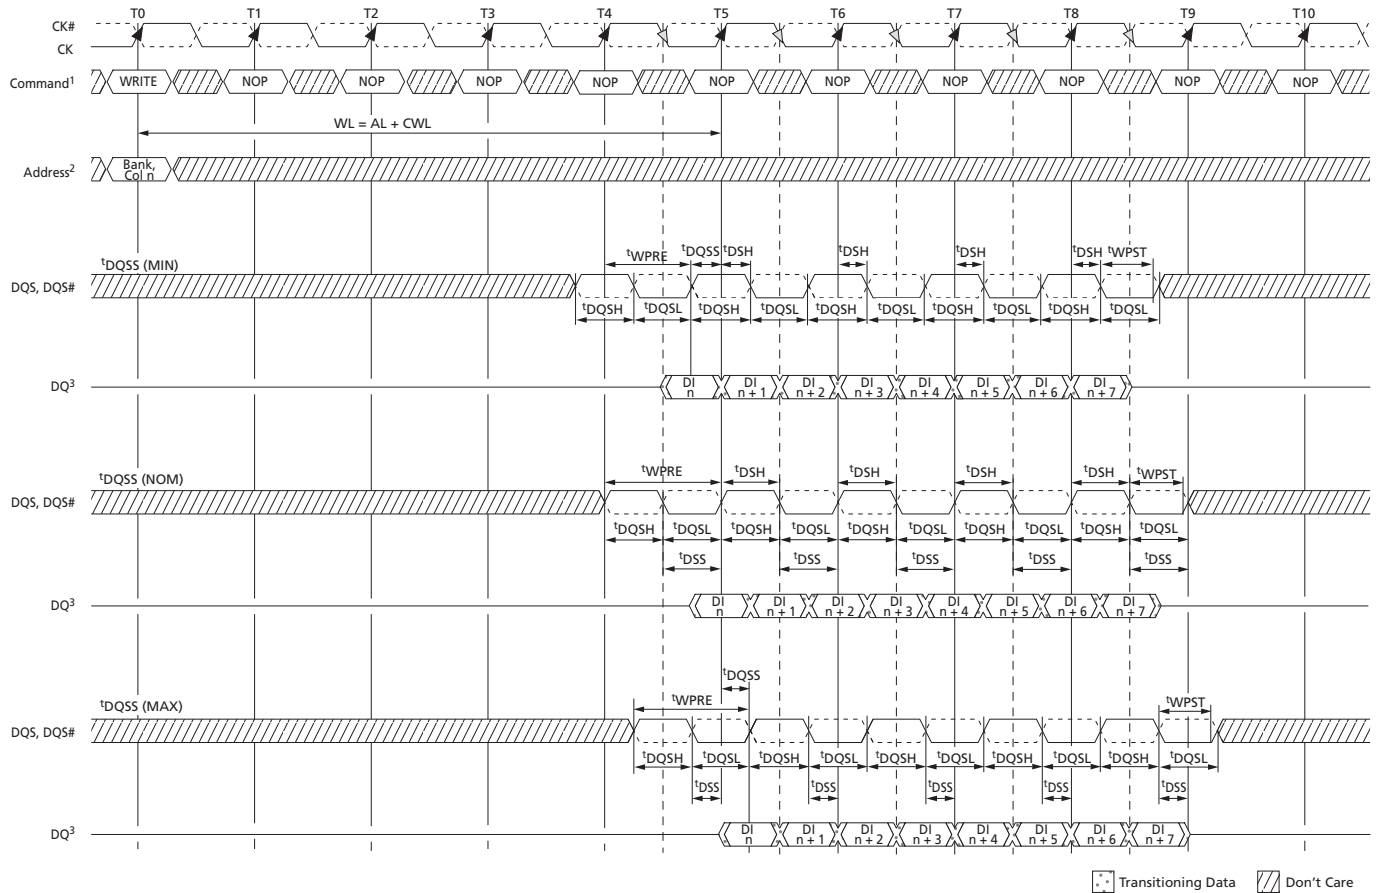 T0 T1 T2 T3 T4 T5 T6 T7 T8 T9 T10
CK#
CK
Command1 WRITE NOP NOP NOP NOP NOP NOP NOP NOP NOP NOP
WL = AL + CWL
Address2 Bank,
Col n
tDQSS (MIN) tWPRE tDQSS tDSH tDSH tDSH tDSH tWPST
DQS, DQS#
tDQSH tDQSL tDQSH tDQSL tDQSH tDQSL tDQSH tDQSL tDQSH tDQSL
DQ3 DI n DI n + 1 DI n + 2 DI n + 3 DI n + 4 DI n + 5 DI n + 6 DI n + 7
tDQSS (NOM) tWPRE tDSH tDSH tDSH tDSH tWPST
DQS, DQS#
tDQSH tDQSL tDQSH tDQSL tDQSH tDQSL tDQSH tDQSL tDQSH tDQSL
tDSS tDSS tDSS tDSS tDSS
DQ3 DI n DI n + 1 DI n + 2 DI n + 3 DI n + 4 DI n + 5 DI n + 6 DI n + 7
tDQSS
tDQSS (MAX) tWPRE tWPST
DQS, DQS#
tDQSH tDQSL tDQSH tDQSL tDQSH tDQSL tDQSH tDQSL tDQSH tDQSL
tDSS tDSS tDSS tDSS tDSS
DQ3 DI n DI n + 1 DI n + 2 DI n + 3 DI n + 4 DI n + 5 DI n + 6 DI n + 7
Transitioning Data Don't Care